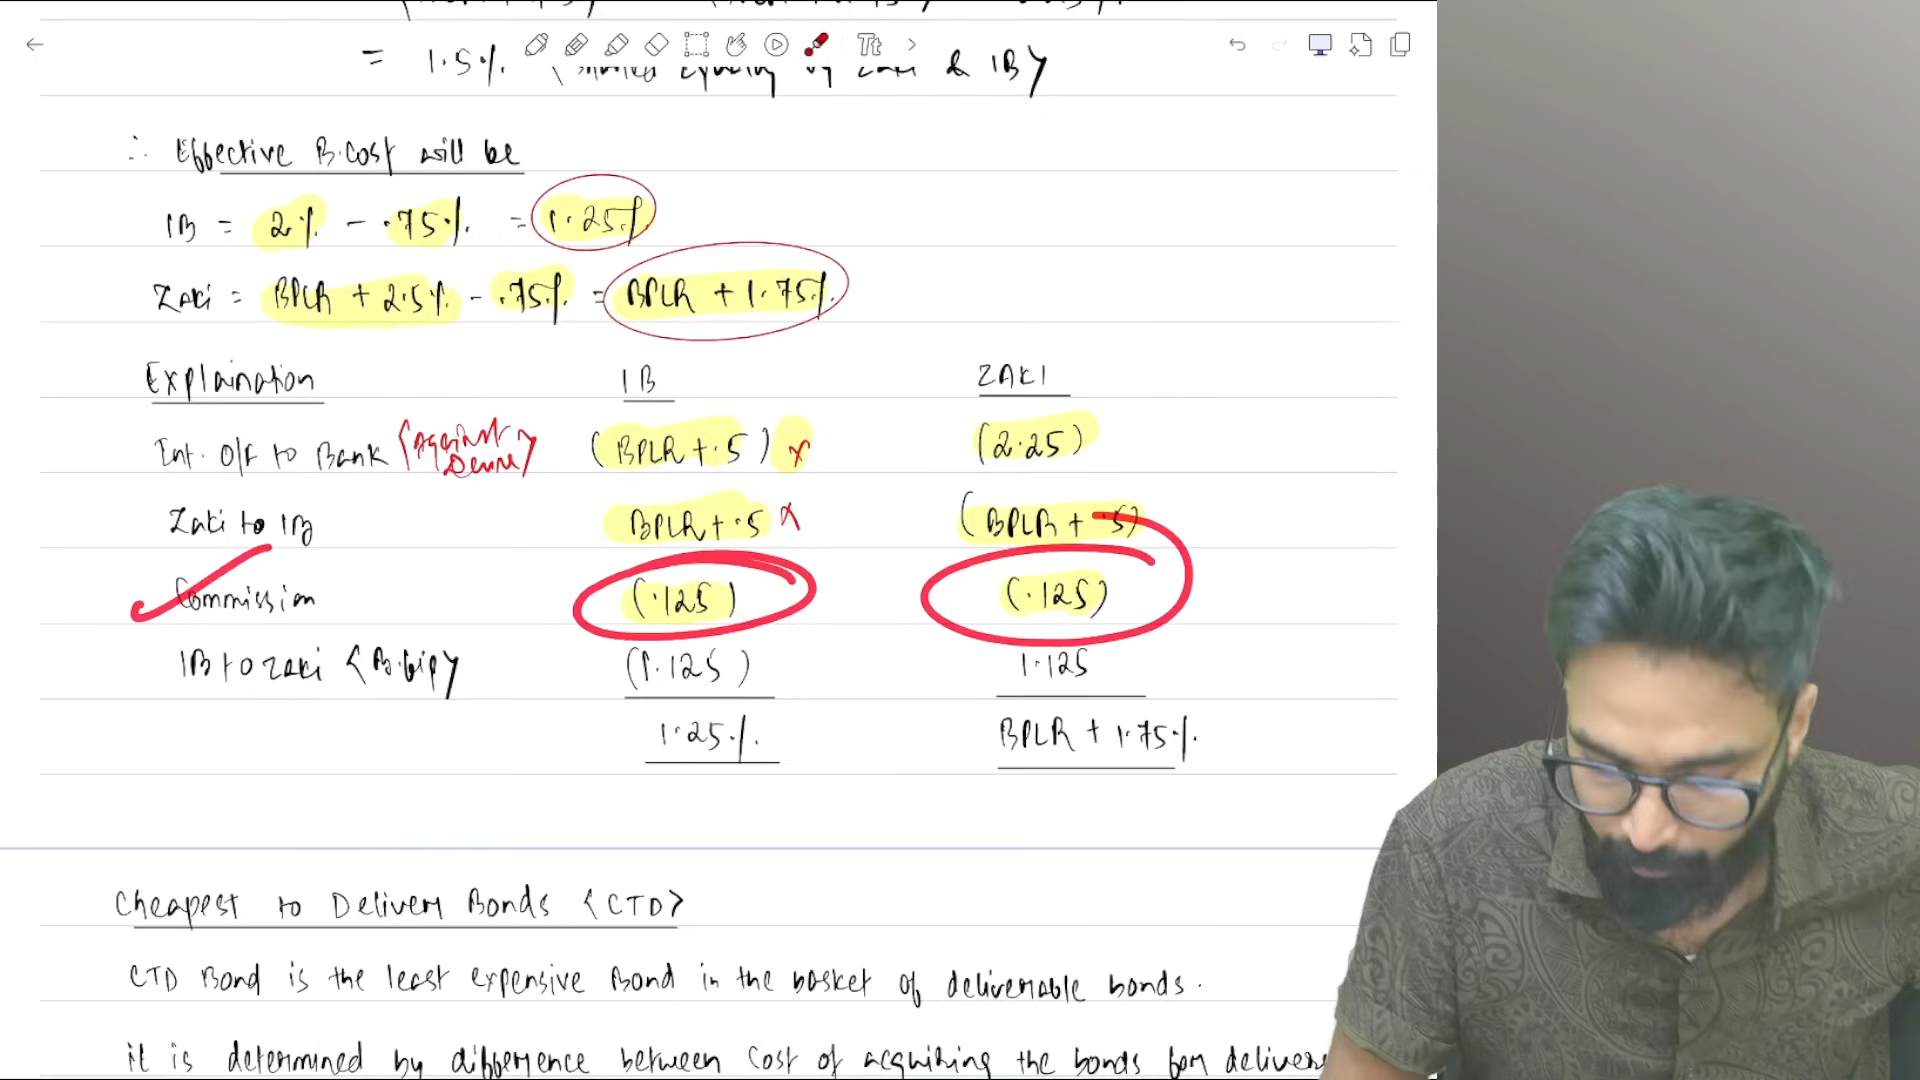 = 1.5% & IBY
Tt
∴ Effective B.Cost will be
IB = 2% - .75% = 1.25%
Zaki = BPLR + 2.5% - .75% = BPLR + 1.75%
Explaination IB ZAKI
Int. O/F to Bank {Against Desire} (BPLR + .5) x (2.25)
Zaki to IB BPLR + .5 x (BPLR + .5)
Commission (.125) (.125)
IB to Zaki (1.125) 1.125
1.25% BPLR + 1.75%
Cheapest to Deliver Bonds <CTD>
CTD Bond is the least expensive Bond in the basket of deliverable bonds.
it is determined by difference between Cost of acquiring the bonds for